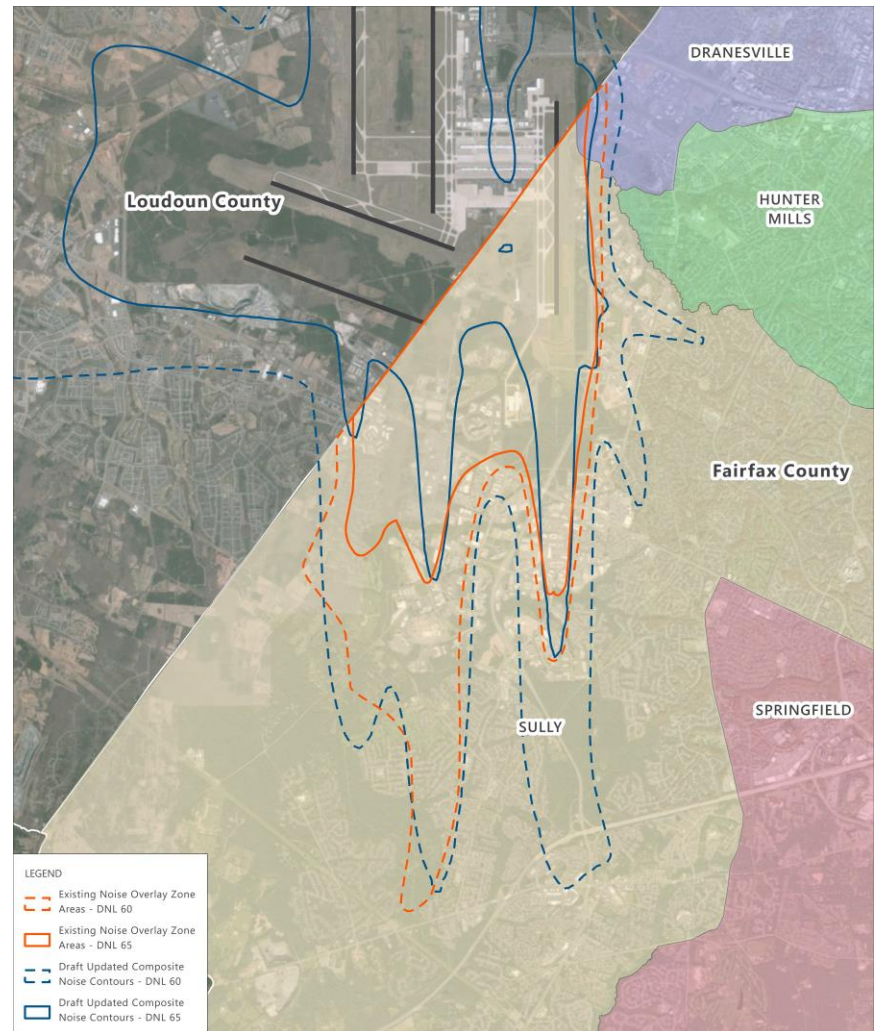 DRANESVILLE
HUNTER
MILLS
Loudoun County
Fairfax County
SULLY
SPRINGFIELD
LEGEND
Existing Noise Overlay Zone
Areas - DNL 60
Existing Noise Overlay Zone
Areas - DNL 65
Draft Updated Composite
Noise Contours - DNL 60
Draft Updated Composite
Noise Contours - DNL 65